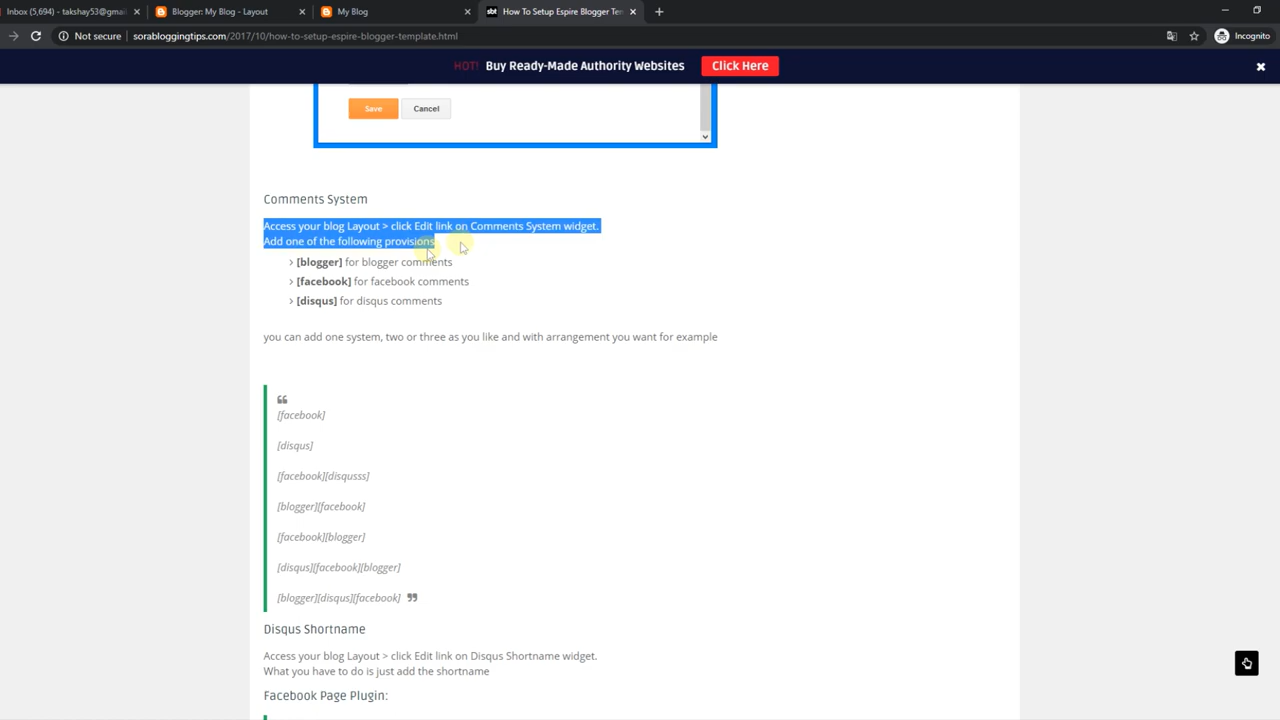 Inbox (5,694) - takshay53@gmai
Blogger: My Blog - Layout
My Blog
sbt
How To Setup Espire Blogger Tem
Not secure
sorabloggingtips.com/2017/10/how-to-setup-espire-blogger-template.html
Incognito
HOT! Buy Ready-Made Authority Websites
Click Here
Save
Cancel
Comments System
Access your blog Layout > click Edit link on Comments System widget.
Add one of the following provisions
[blogger] for blogger comments
[facebook] for facebook comments
[disqus] for disqus comments
you can add one system, two or three as you like and with arrangement you want for example
[facebook]
[disqus]
[facebook][disqusss]
[blogger][facebook]
[facebook][blogger]
[disqus][facebook][blogger]
[blogger][disqus][facebook]
Disqus Shortname
Access your blog Layout > click Edit link on Disqus Shortname widget.
What you have to do is just add the shortname
Facebook Page Plugin: